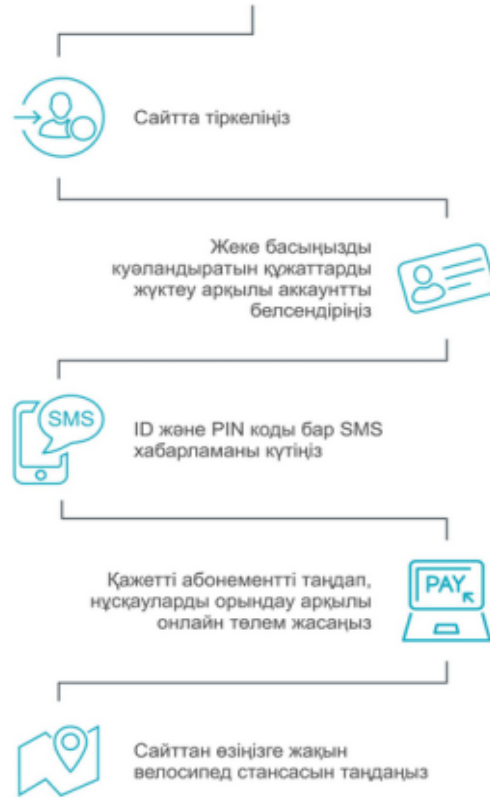 Сайтта тіркеліңіз
Жеке басыңызды
куәландыратын құжаттарды
жүктеу арқылы аккаунтты
белсендіріңіз
SMS
ID және PIN коды бар SMS
хабарламаны күтіңіз
Қажетті абонементті таңдап,
нұсқауларды орындау арқылы
онлайн төлем жасаңыз
PAY
Сайттан өзіңізге жақын
велосипед стансасын таңдаңыз